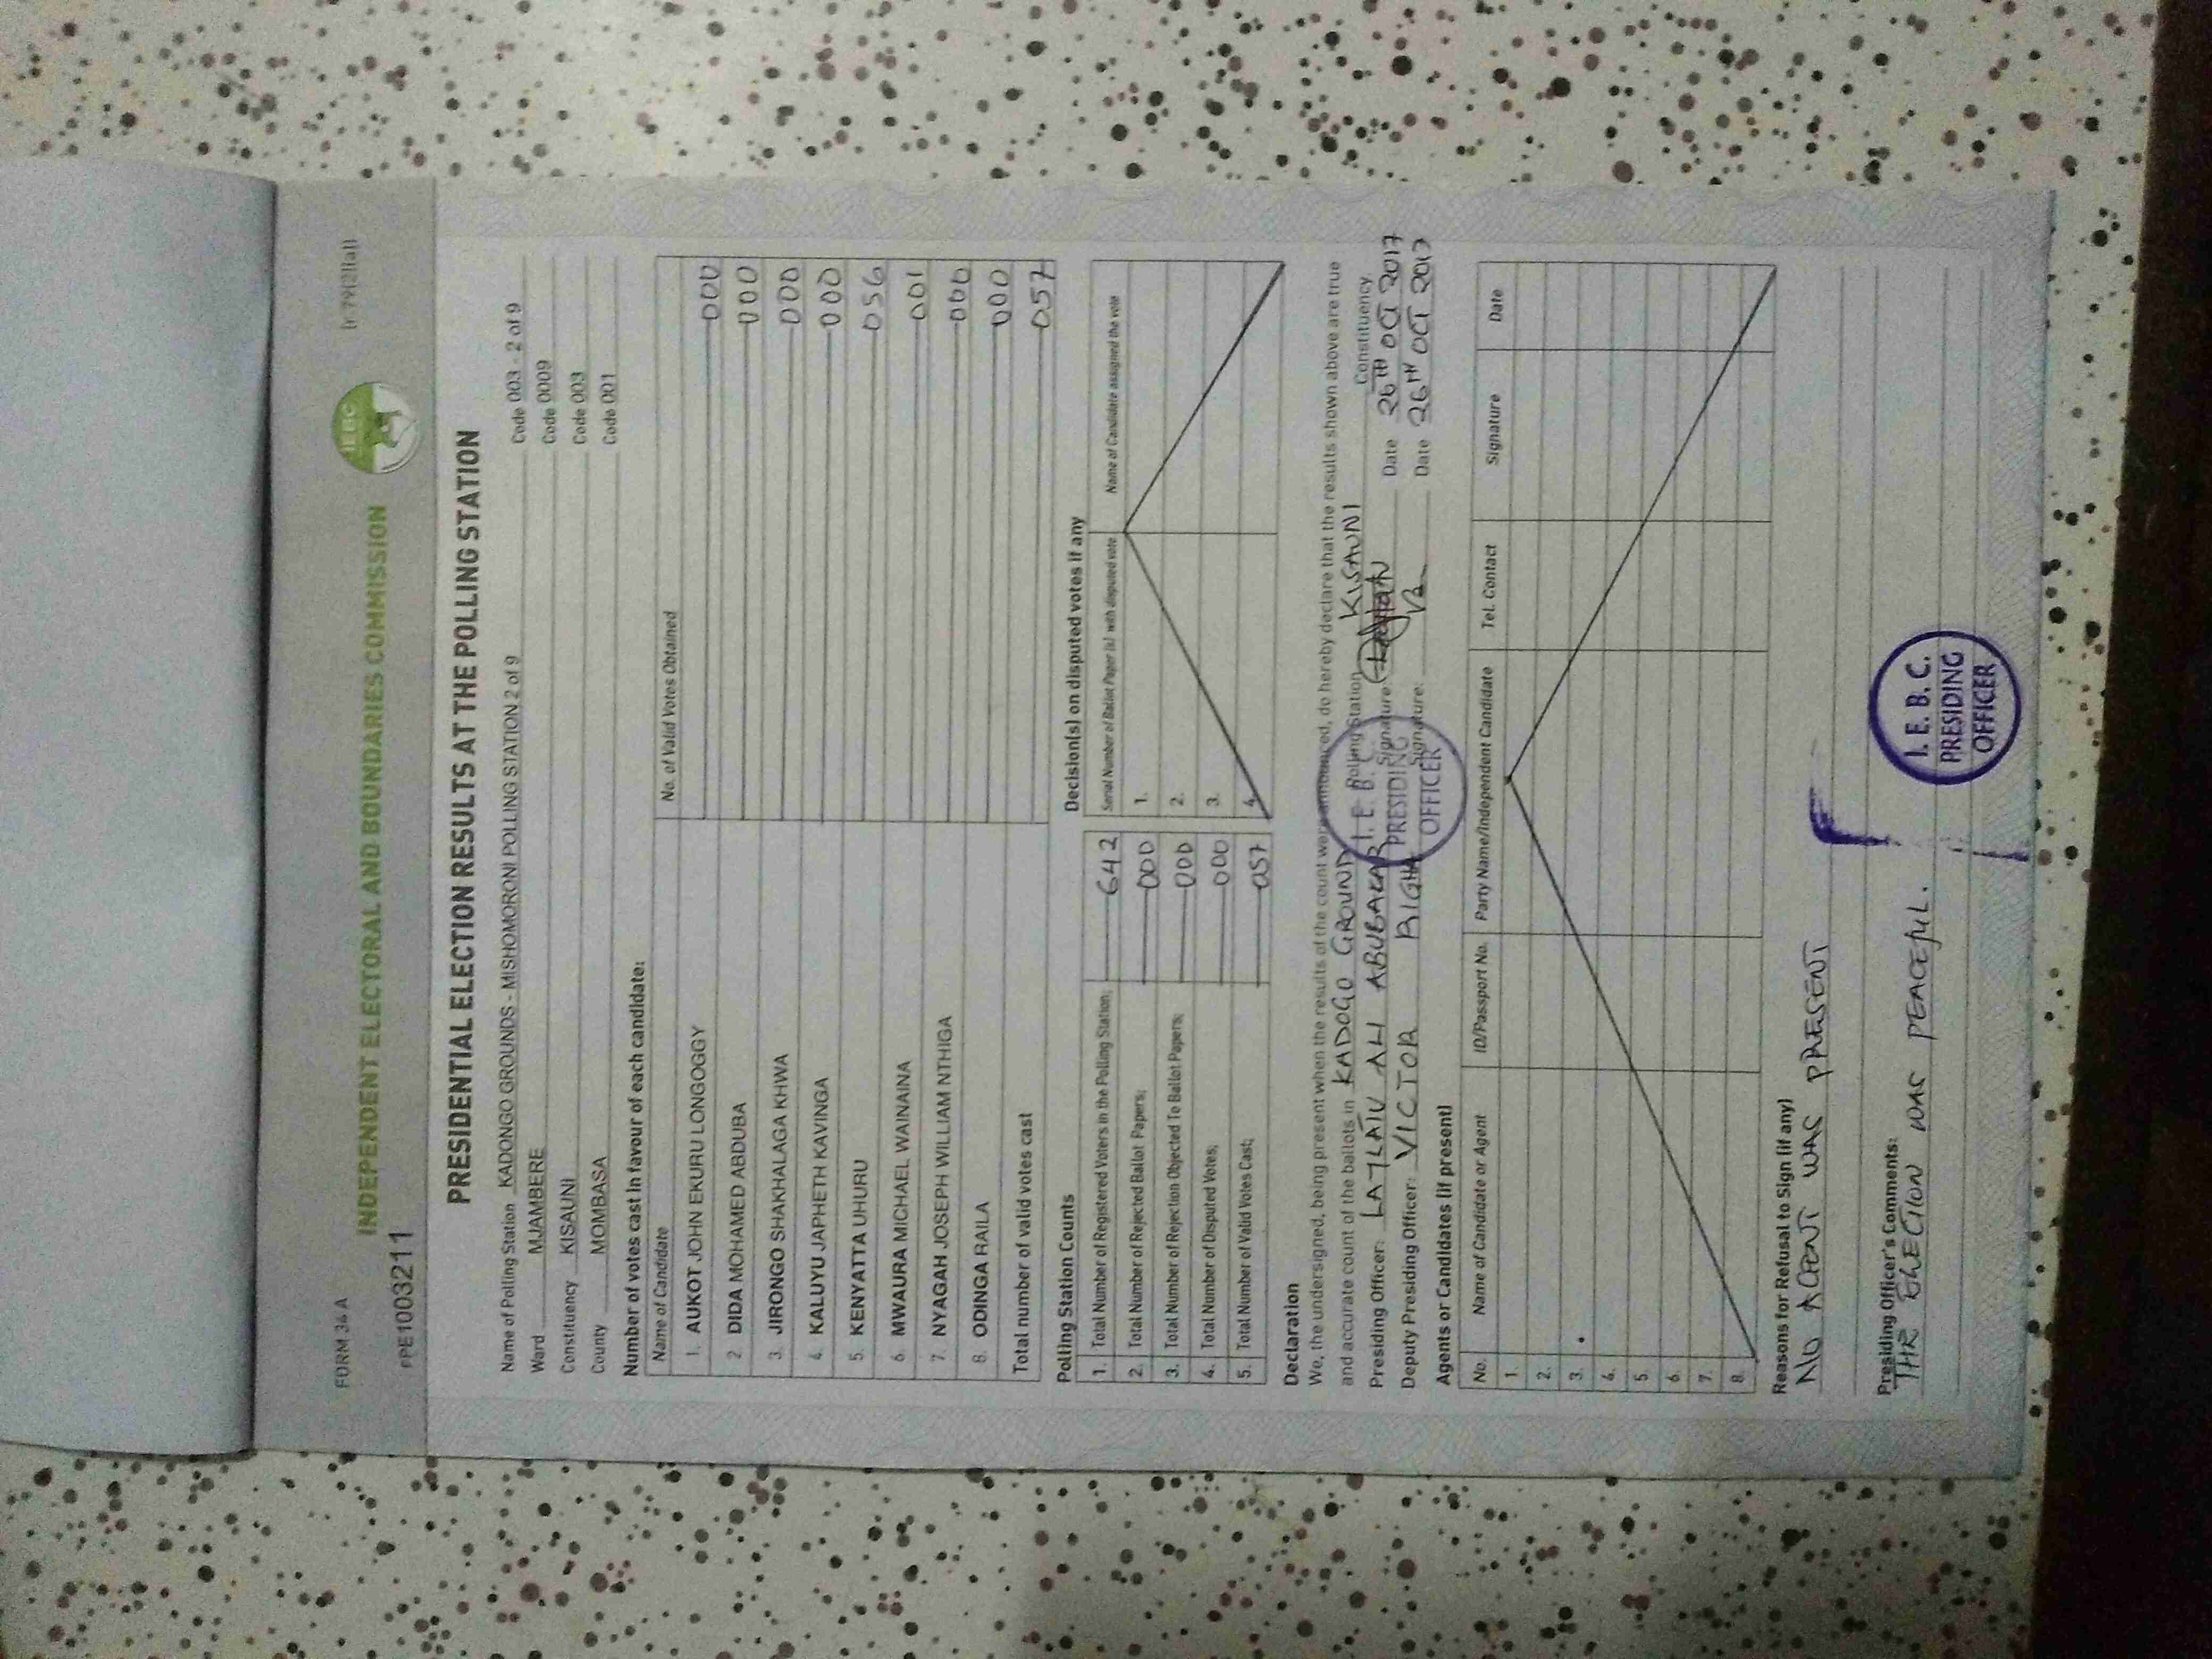 FORM 34 A
(r 79(2)(a))
INDEPENDENT ELECTORAL AND BOUNDARIES COMMISSION
IEBC
PE1003211
PRESIDENTIAL ELECTION RESULTS AT THE POLLING STATION
Name of Polling Station KADONGO GROUNDS - MISHOMORONI POLLING STATION 2 of 9 Code 003 - 2 of 9
Ward MJAMBERE Code 0009
Constituency KISAUNI Code 003
County MOMBASA Code 001
Number of votes cast in favour of each candidate:
Name of Candidate No. of Valid Votes Obtained
1. AUKOT JOHN EKURU LONGOGGY 000
2 DIDA MOHAMED ABDUBA 000
3. JIRONGO SHAKHALAGA KHWA 000
4. KALUYU JAPHETH KAVINGA 000
5. KENYATTA UHURU 056
6 MWAURA MICHAEL WAINAINA 001
7. NYAGAH JOSEPH WILLIAM NTHIGA 000
8. ODINGA RAILA 000
Total number of valid votes cast 057
Polling Station Counts
1. Total Number of Registered Voters in the Polling Station; 642
2. Total Number of Rejected Ballot Papers; 000
3. Total Number of Rejection Objected To Ballot Papers; 000
4. Total Number of Disputed Votes; 000
5. Total Number of Valid Votes Cast; 057
Decision(s) on disputed votes if any
Serial Number of Ballot Paper (s) with disputed vote Name of Candidate assigned the vote
1.
2.
3.
4.
Declaration
We, the undersigned, being present when the results of the count were announced, do hereby declare that the results shown above are true
and accurate count of the ballots in KADOGO GROUND Polling Station KISAUNI Constituency
Presiding Officer: LATLAIU ALI ABUBAKAR Signature: Date 26TH OCT 2017
Deputy Presiding Officer: VICTOR RIGHA Signature: Date 26TH OCT 2017
I. E. B. C.
PRESIDING
OFFICER
Agents or Candidates (if present)
No. Name of Candidate or Agent ID/Passport No. Party Name/Independent Candidate Tel. Contact Signature Date
1.
2.
3.
4.
5.
6.
7.
8.
Reasons for Refusal to Sign (if any)
NO AGENT WAS PRESENT
Presiding Officer's Comments:
THE ELECTION WAS PEACEFUL.
I. E. B. C.
PRESIDING
OFFICER